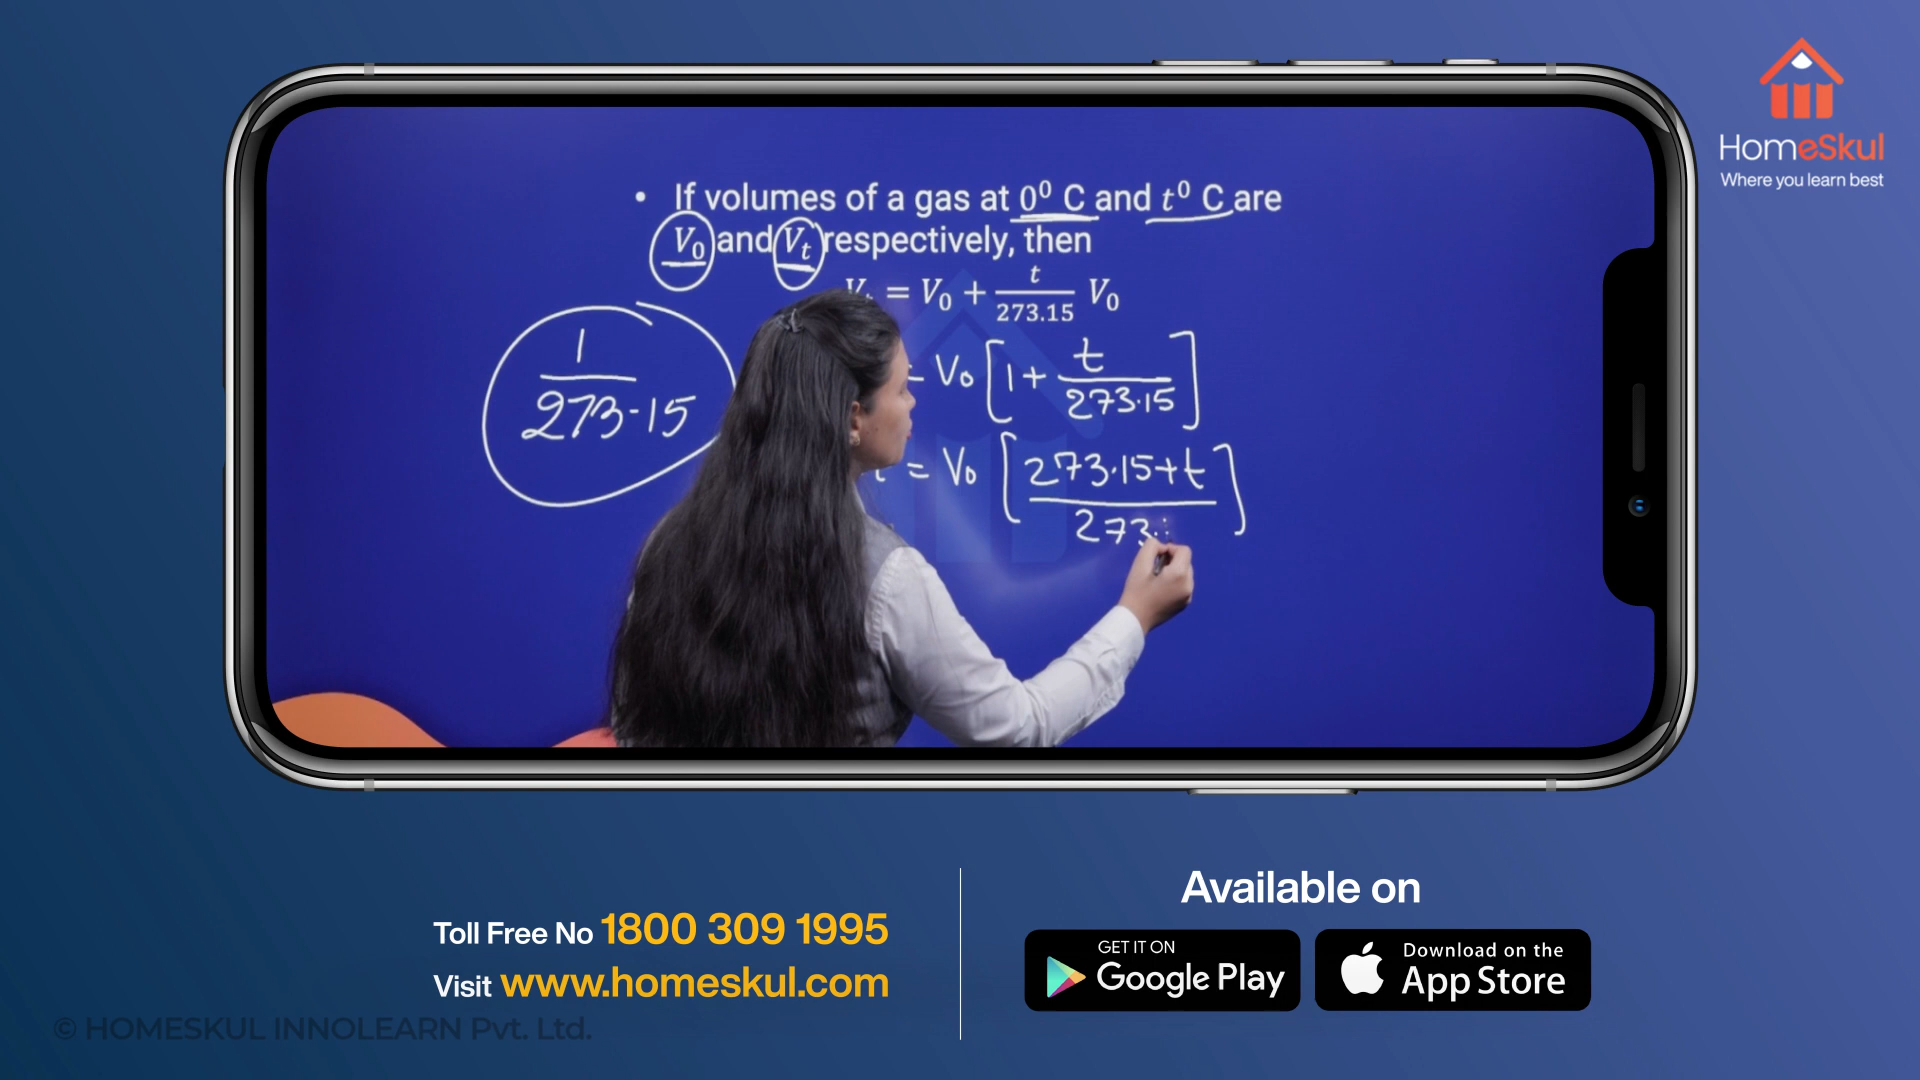 HomeSkul
Where you learn best
• If volumes of a gas at 0⁰ C and t⁰ C are
V₀ and Vₜ respectively, then
= V₀ + t/273.15 V₀
1/273.15
= V₀ [1 + t/273.15]
= V₀ [273.15+t/273.]
Toll Free No 1800 309 1995
Visit www.homeskul.com
© HOMESKUL INNOLEARN Pvt. Ltd.
Available on
GET IT ON
Google Play
Download on the
App Store